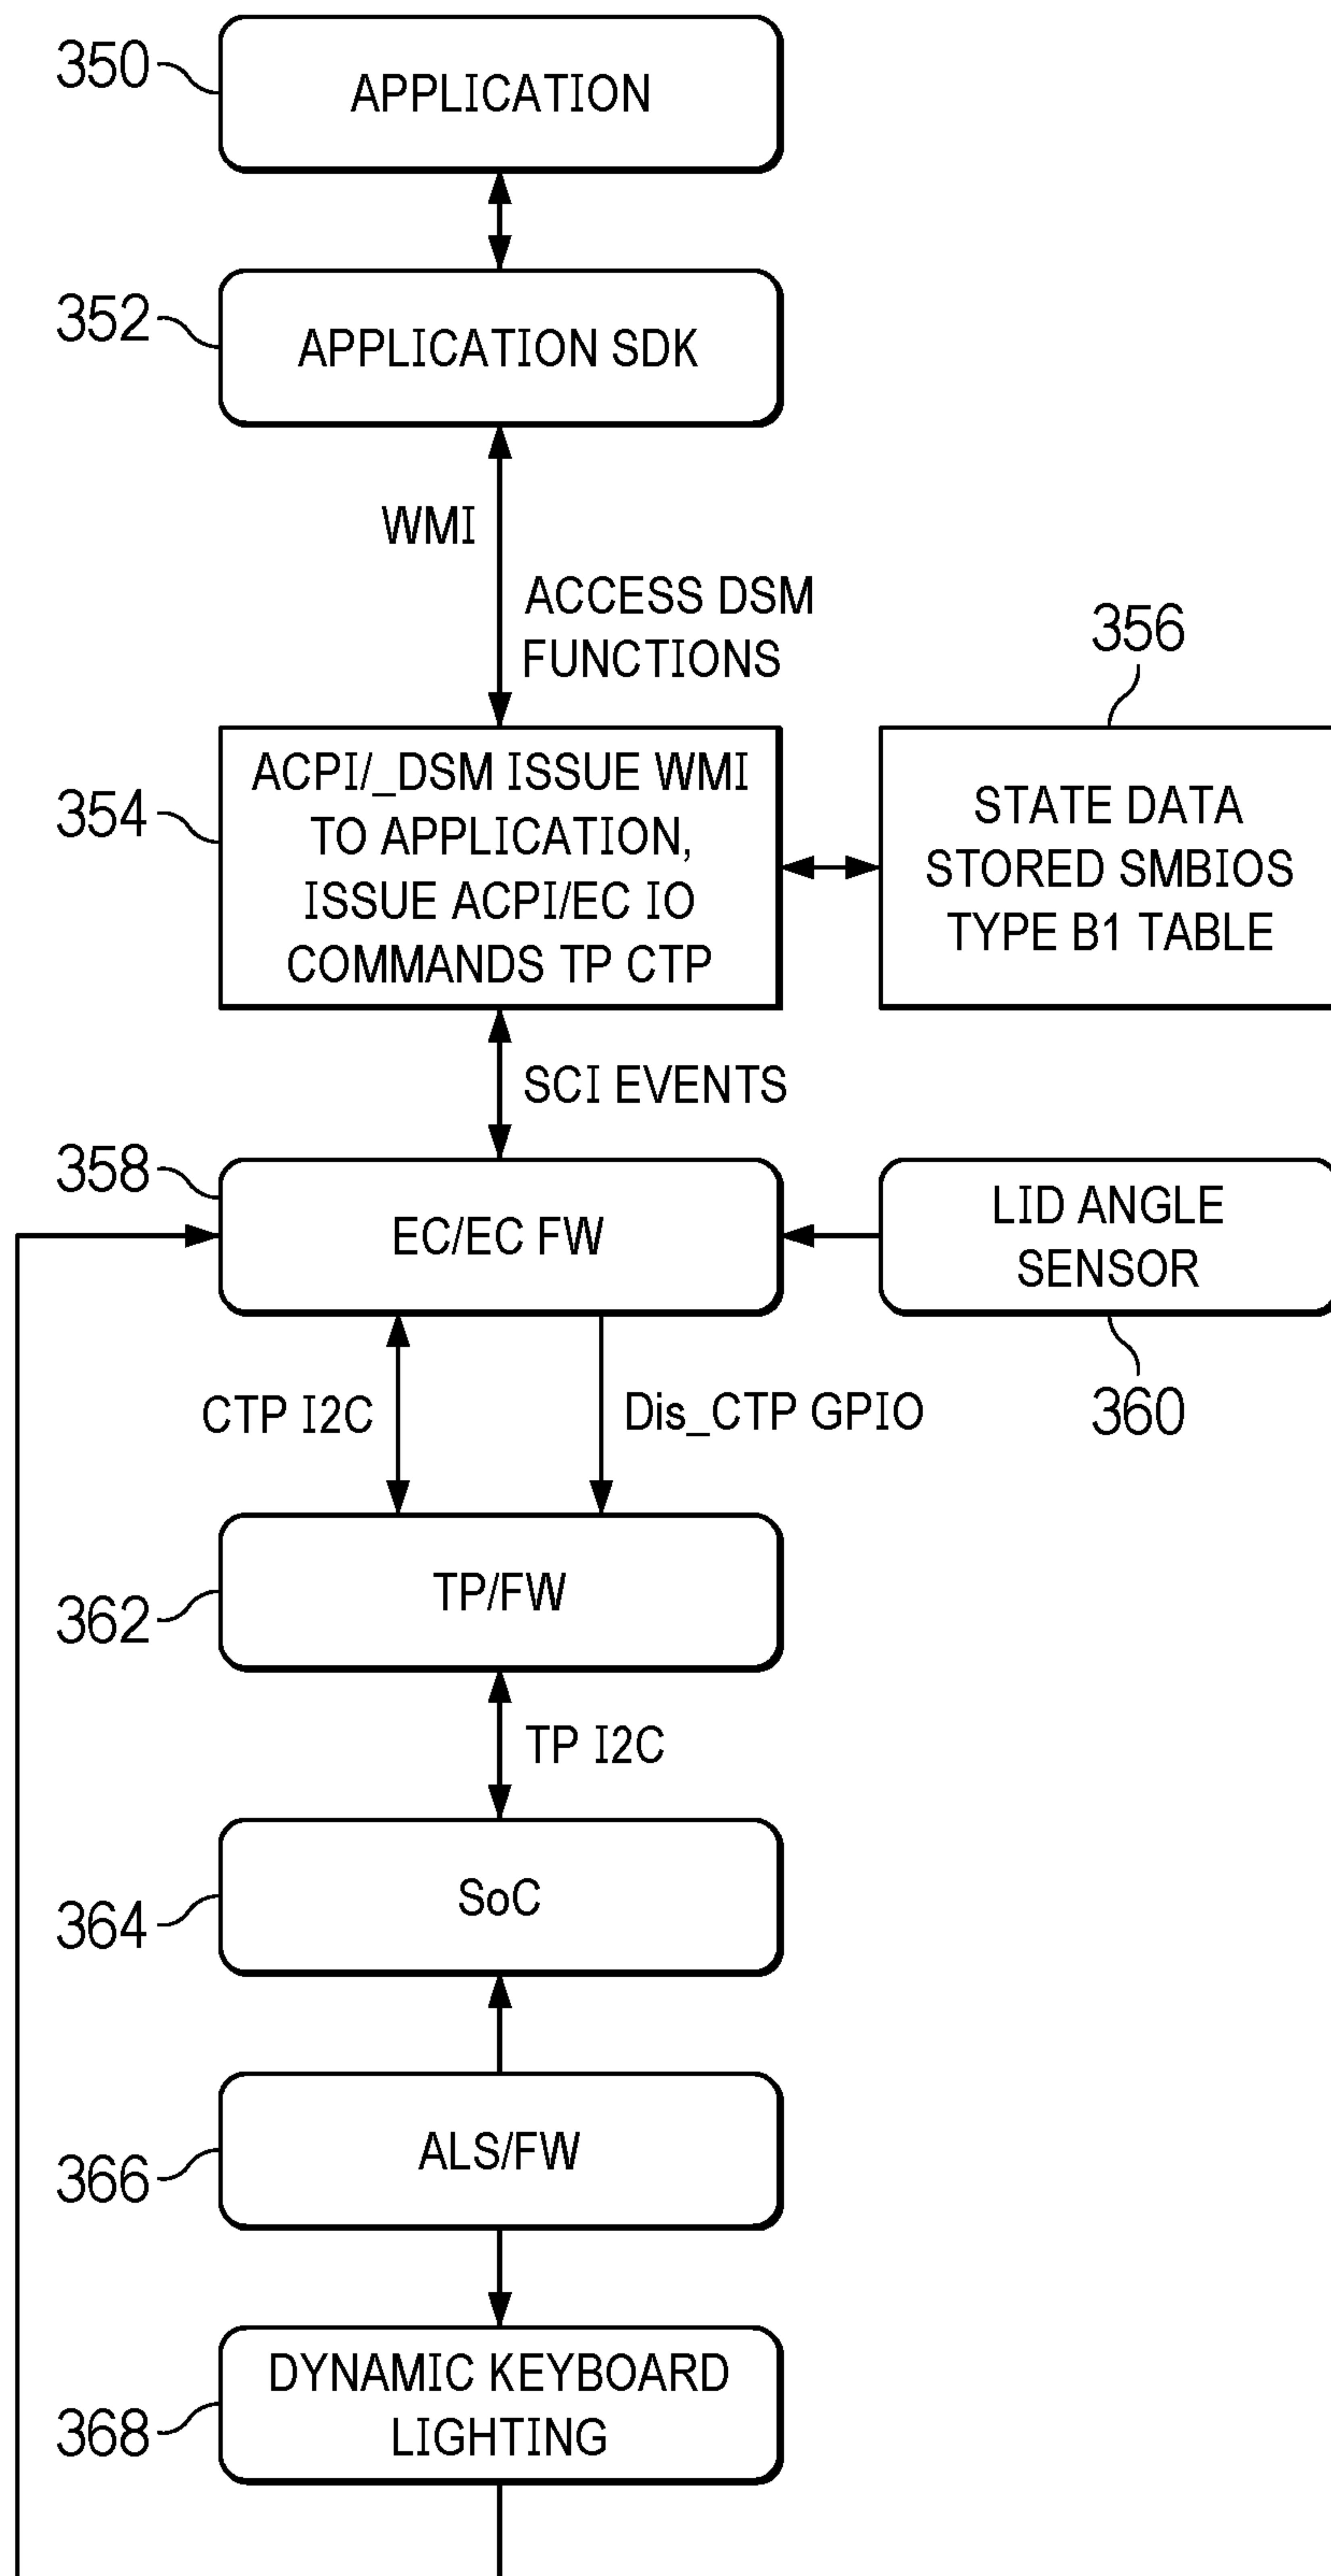 350
APPLICATION
352
APPLICATION SDK
WMI
ACCESS DSM
FUNCTIONS
356
354
ACPI/_DSM ISSUE WMI
TO APPLICATION,
ISSUE ACPI/EC IO
COMMANDS TP CTP
STATE DATA
STORED SMBIOS
TYPE B1 TABLE
SCI EVENTS
358
EC/EC FW
LID ANGLE
SENSOR
360
CTP I2C
Dis_CTP GPIO
362
TP/FW
TP I2C
364
SoC
366
ALS/FW
368
DYNAMIC KEYBOARD
LIGHTING